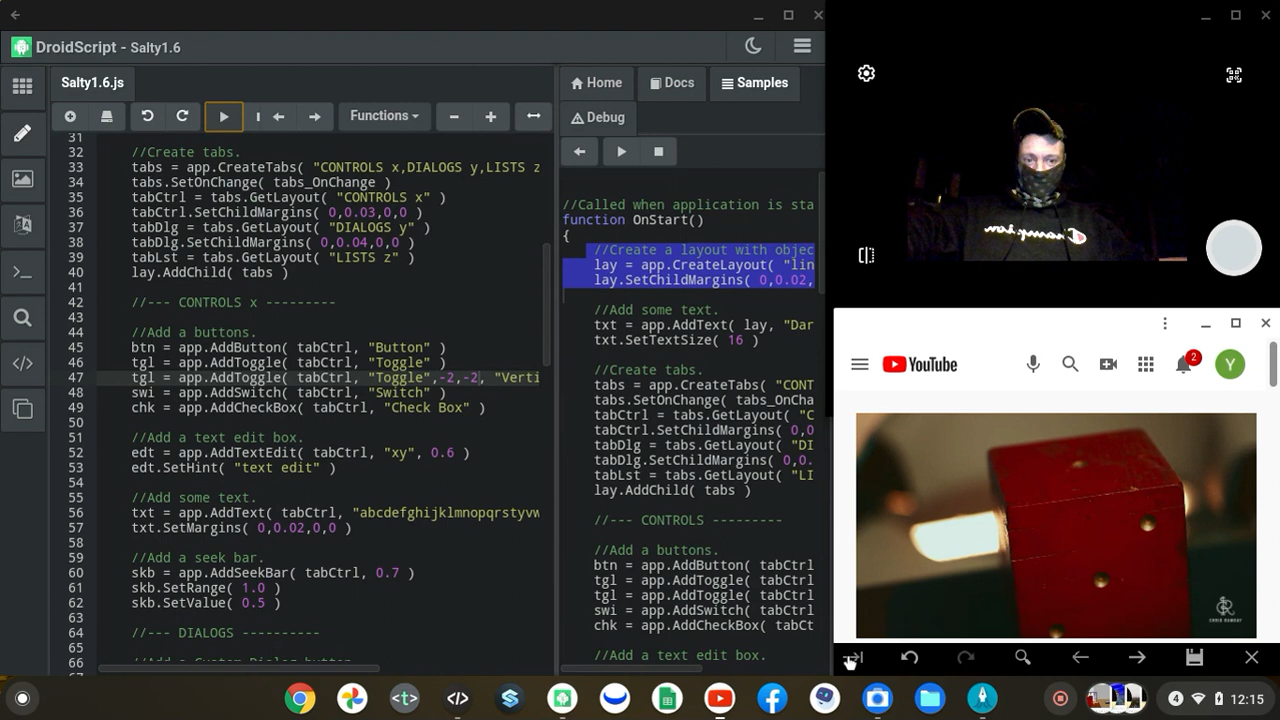 DroidScript - Salty1.6
Salty1.6.js
Functions
31
32 //Create tabs.
33 tabs = app.CreateTabs( "CONTROLS x,DIALOGS y,LISTS z
34 tabs.SetOnChange( tabs_OnChange )
35 tabCtrl = tabs.GetLayout( "CONTROLS x" )
36 tabCtrl.SetChildMargins( 0,0.03,0,0 )
37 tabDlg = tabs.GetLayout( "DIALOGS y" )
38 tabDlg.SetChildMargins( 0,0.04,0,0 )
39 tabLst = tabs.GetLayout( "LISTS z" )
40 lay.AddChild( tabs )
41
42 //--- CONTROLS x ---------
43
44 //Add a buttons.
45 btn = app.AddButton( tabCtrl, "Button" )
46 tgl = app.AddToggle( tabCtrl, "Toggle" )
47 tgl = app.AddToggle( tabCtrl, "Toggle",-2,-2, "Verti
48 swi = app.AddSwitch( tabCtrl, "Switch" )
49 chk = app.AddCheckBox( tabCtrl, "Check Box" )
50
51 //Add a text edit box.
52 edt = app.AddTextEdit( tabCtrl, "xy", 0.6 )
53 edt.SetHint( "text edit" )
54
55 //Add some text.
56 txt = app.AddText( tabCtrl, "abcdefghijklmnopqrstyvw
57 txt.SetMargins( 0,0.02,0,0 )
58
59 //Add a seek bar.
60 skb = app.AddSeekBar( tabCtrl, 0.7 )
61 skb.SetRange( 1.0 )
62 skb.SetValue( 0.5 )
63
64 //--- DIALOGS ----------
65
66 //Add a Custom Dialog button
Home
Docs
Samples
Debug
//Called when application is sta
function OnStart()
{
//Create a layout with objec
lay = app.CreateLayout( "lin
lay.SetChildMargins( 0,0.02,
//Add some text.
txt = app.AddText( lay, "Dar
txt.SetTextSize( 16 )
//Create tabs.
tabs = app.CreateTabs( "CONT
tabs.SetOnChange( tabs_OnCha
tabCtrl = tabs.GetLayout( "C
tabCtrl.SetChildMargins( 0,0
tabDlg = tabs.GetLayout( "DI
tabDlg.SetChildMargins( 0,0.
tabLst = tabs.GetLayout( "LI
lay.AddChild( tabs )
//--- CONTROLS ---------
//Add a buttons.
btn = app.AddButton( tabCtrl
tgl = app.AddToggle( tabCtrl
tgl = app.AddToggle( tabCtrl
swi = app.AddSwitch( tabCtrl
chk = app.AddCheckBox( tabCt
//Add a text edit box.
Champion
YouTube
2
Y
CHRIS RAMSAY
4
12:15